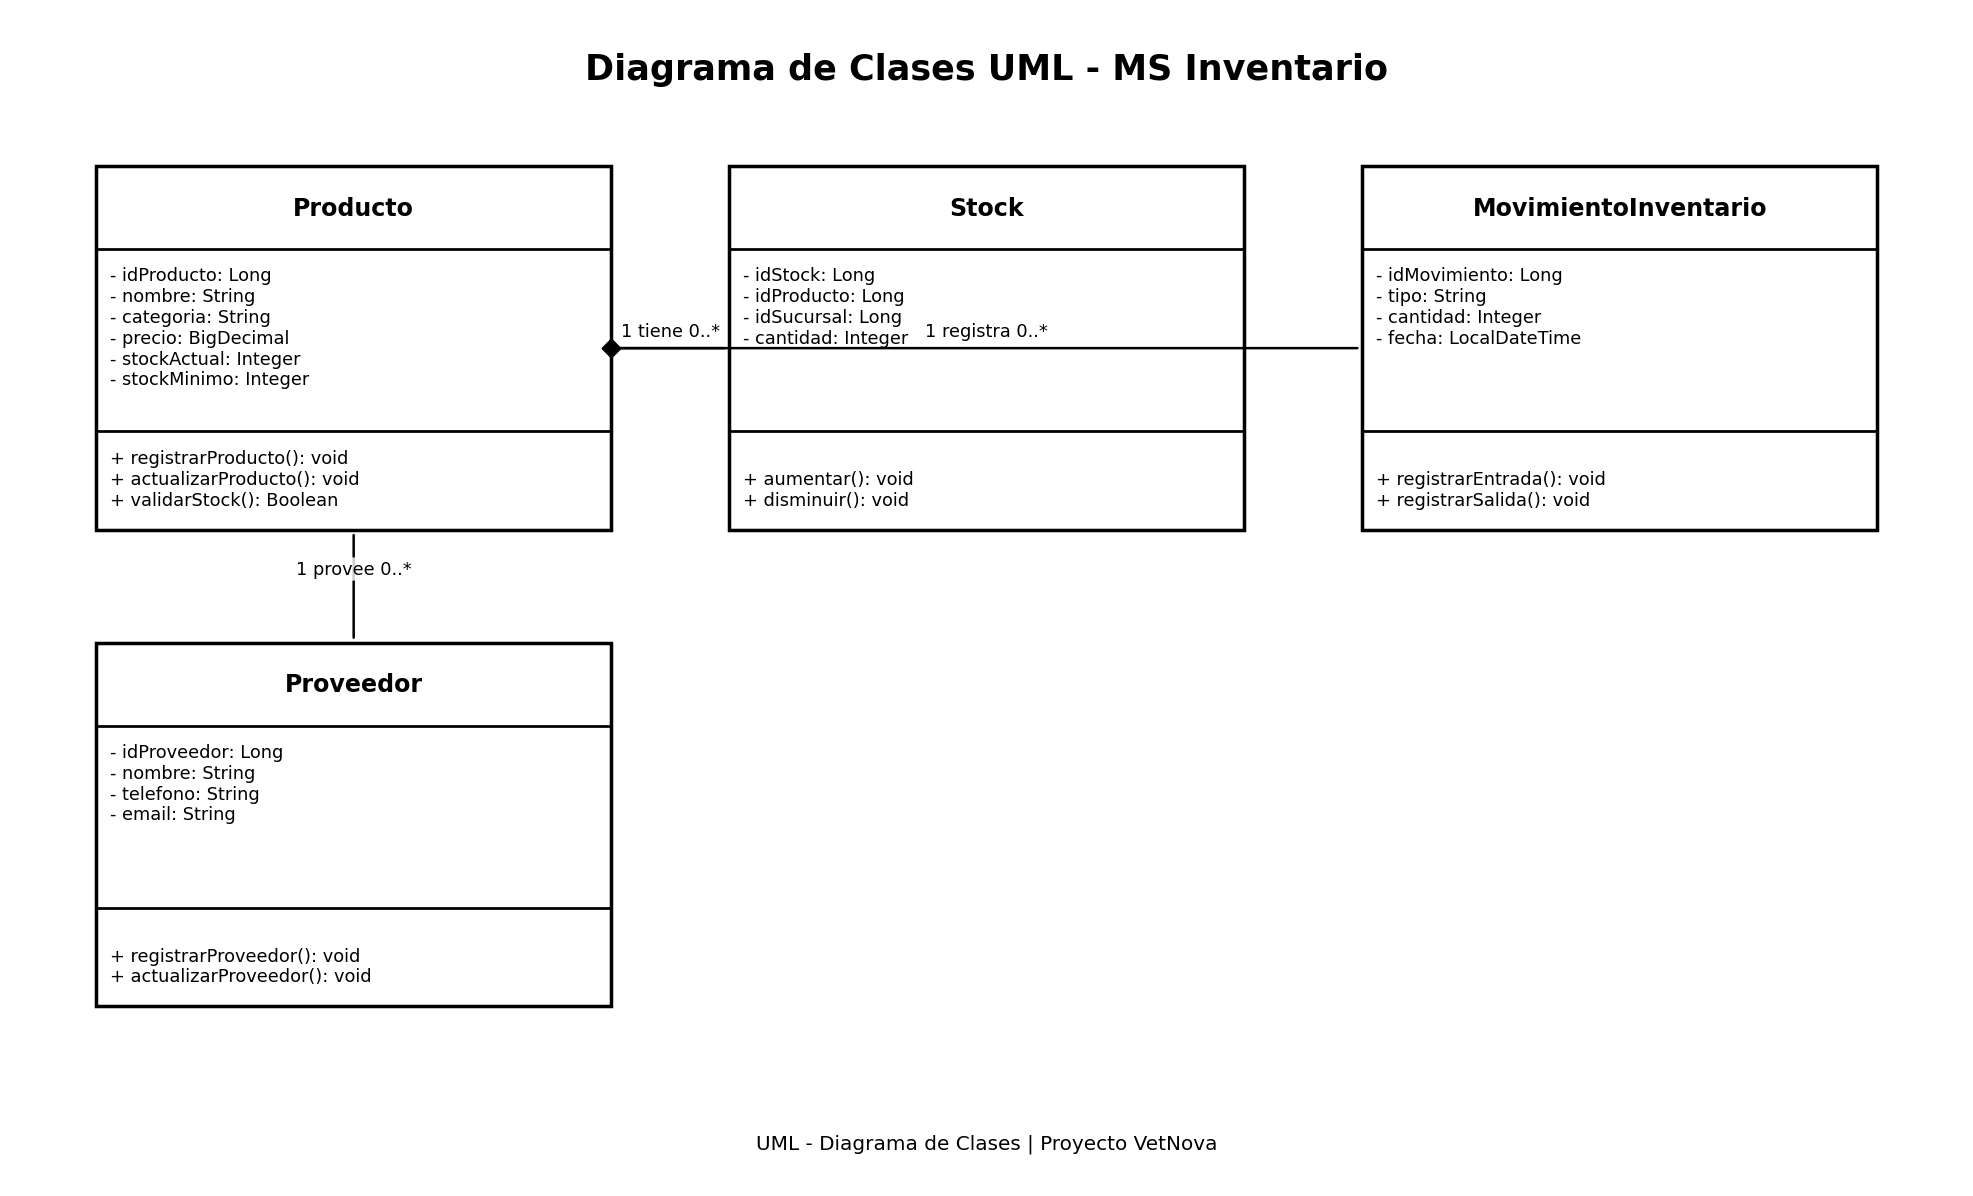 Diagrama de Clases UML - MS Inventario
Producto
- idProducto: Long
- nombre: String
- categoria: String
- precio: BigDecimal
- stockActual: Integer
- stockMinimo: Integer
+ registrarProducto(): void
+ actualizarProducto(): void
+ validarStock(): Boolean
1 tiene 0..*
Stock
- idStock: Long
- idProducto: Long
- idSucursal: Long
- cantidad: Integer
+ aumentar(): void
+ disminuir(): void
1 registra 0..*
MovimientoInventario
- idMovimiento: Long
- tipo: String
- cantidad: Integer
- fecha: LocalDateTime
+ registrarEntrada(): void
+ registrarSalida(): void
1 provee 0..*
Proveedor
- idProveedor: Long
- nombre: String
- telefono: String
- email: String
+ registrarProveedor(): void
+ actualizarProveedor(): void
UML - Diagrama de Clases | Proyecto VetNova